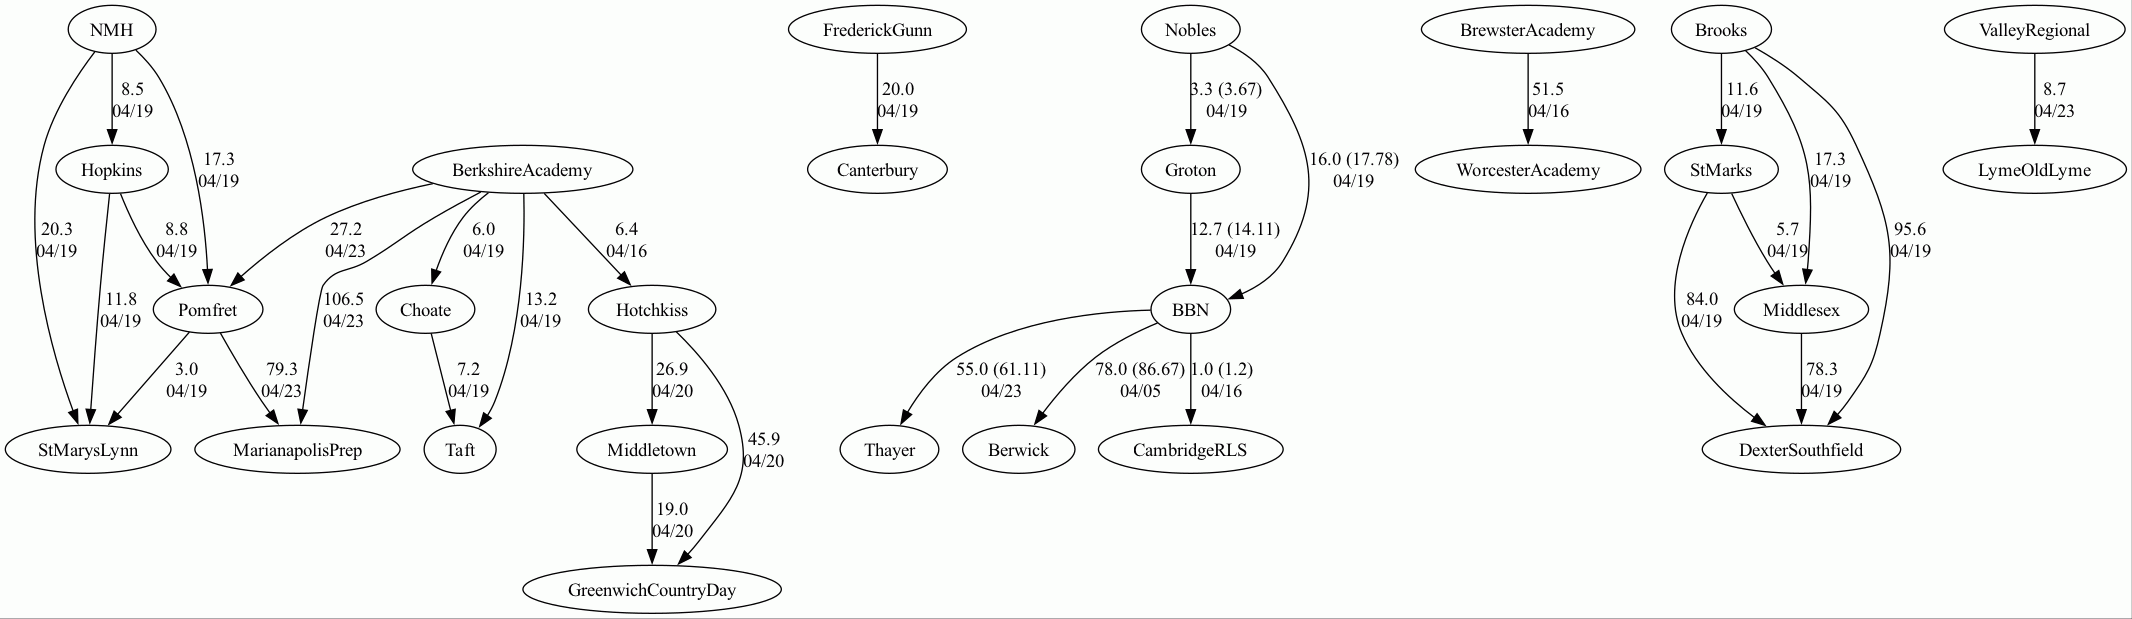 NMH
FrederickGunn
Nobles
BrewsterAcademy
Brooks
ValleyRegional
8.5
04/19
20.0
04/19
3.3 (3.67)
04/19
51.5
04/16
11.6
04/19
8.7
04/23
17.3
04/19
16.0 (17.78)
04/19
17.3
04/19
Hopkins
BerkshireAcademy
Canterbury
Groton
WorcesterAcademy
StMarks
LymeOldLyme
20.3
04/19
8.8
04/19
27.2
04/23
6.0
04/19
6.4
04/16
12.7 (14.11)
04/19
5.7
04/19
95.6
04/19
11.8
04/19
106.5
04/23
13.2
04/19
84.0
04/19
Pomfret
Choate
Hotchkiss
BBN
Middlesex
3.0
04/19
79.3
04/23
7.2
04/19
26.9
04/20
55.0 (61.11)
04/23
78.0 (86.67)
04/05
1.0 (1.2)
04/16
78.3
04/19
StMarysLynn
MarianapolisPrep
Taft
Middletown
45.9
04/20
Thayer
Berwick
CambridgeRLS
DexterSouthfield
19.0
04/20
GreenwichCountryDay